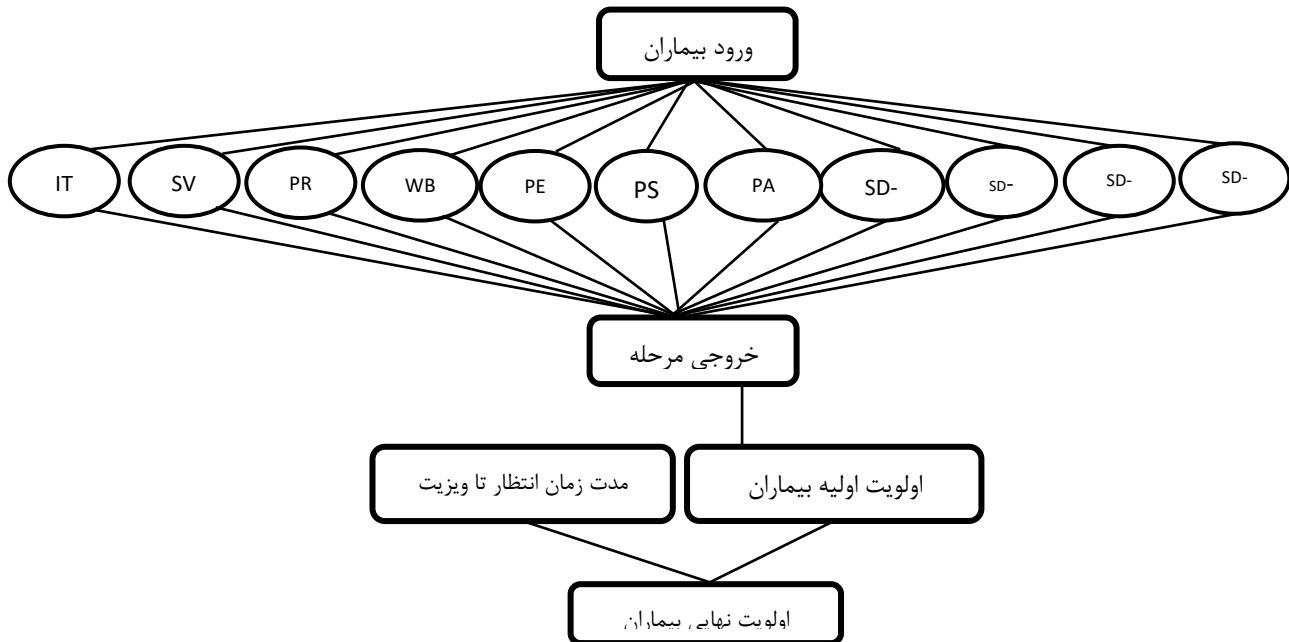 ورود بیماران
IT
SV
PR
WB
PE
PS
PA
SD-
SD-
SD-
SD-
خروجی مرحله
مدت زمان انتظار تا ویزیت
اولویت اولیه بیماران
اولویت نهایی بیماران